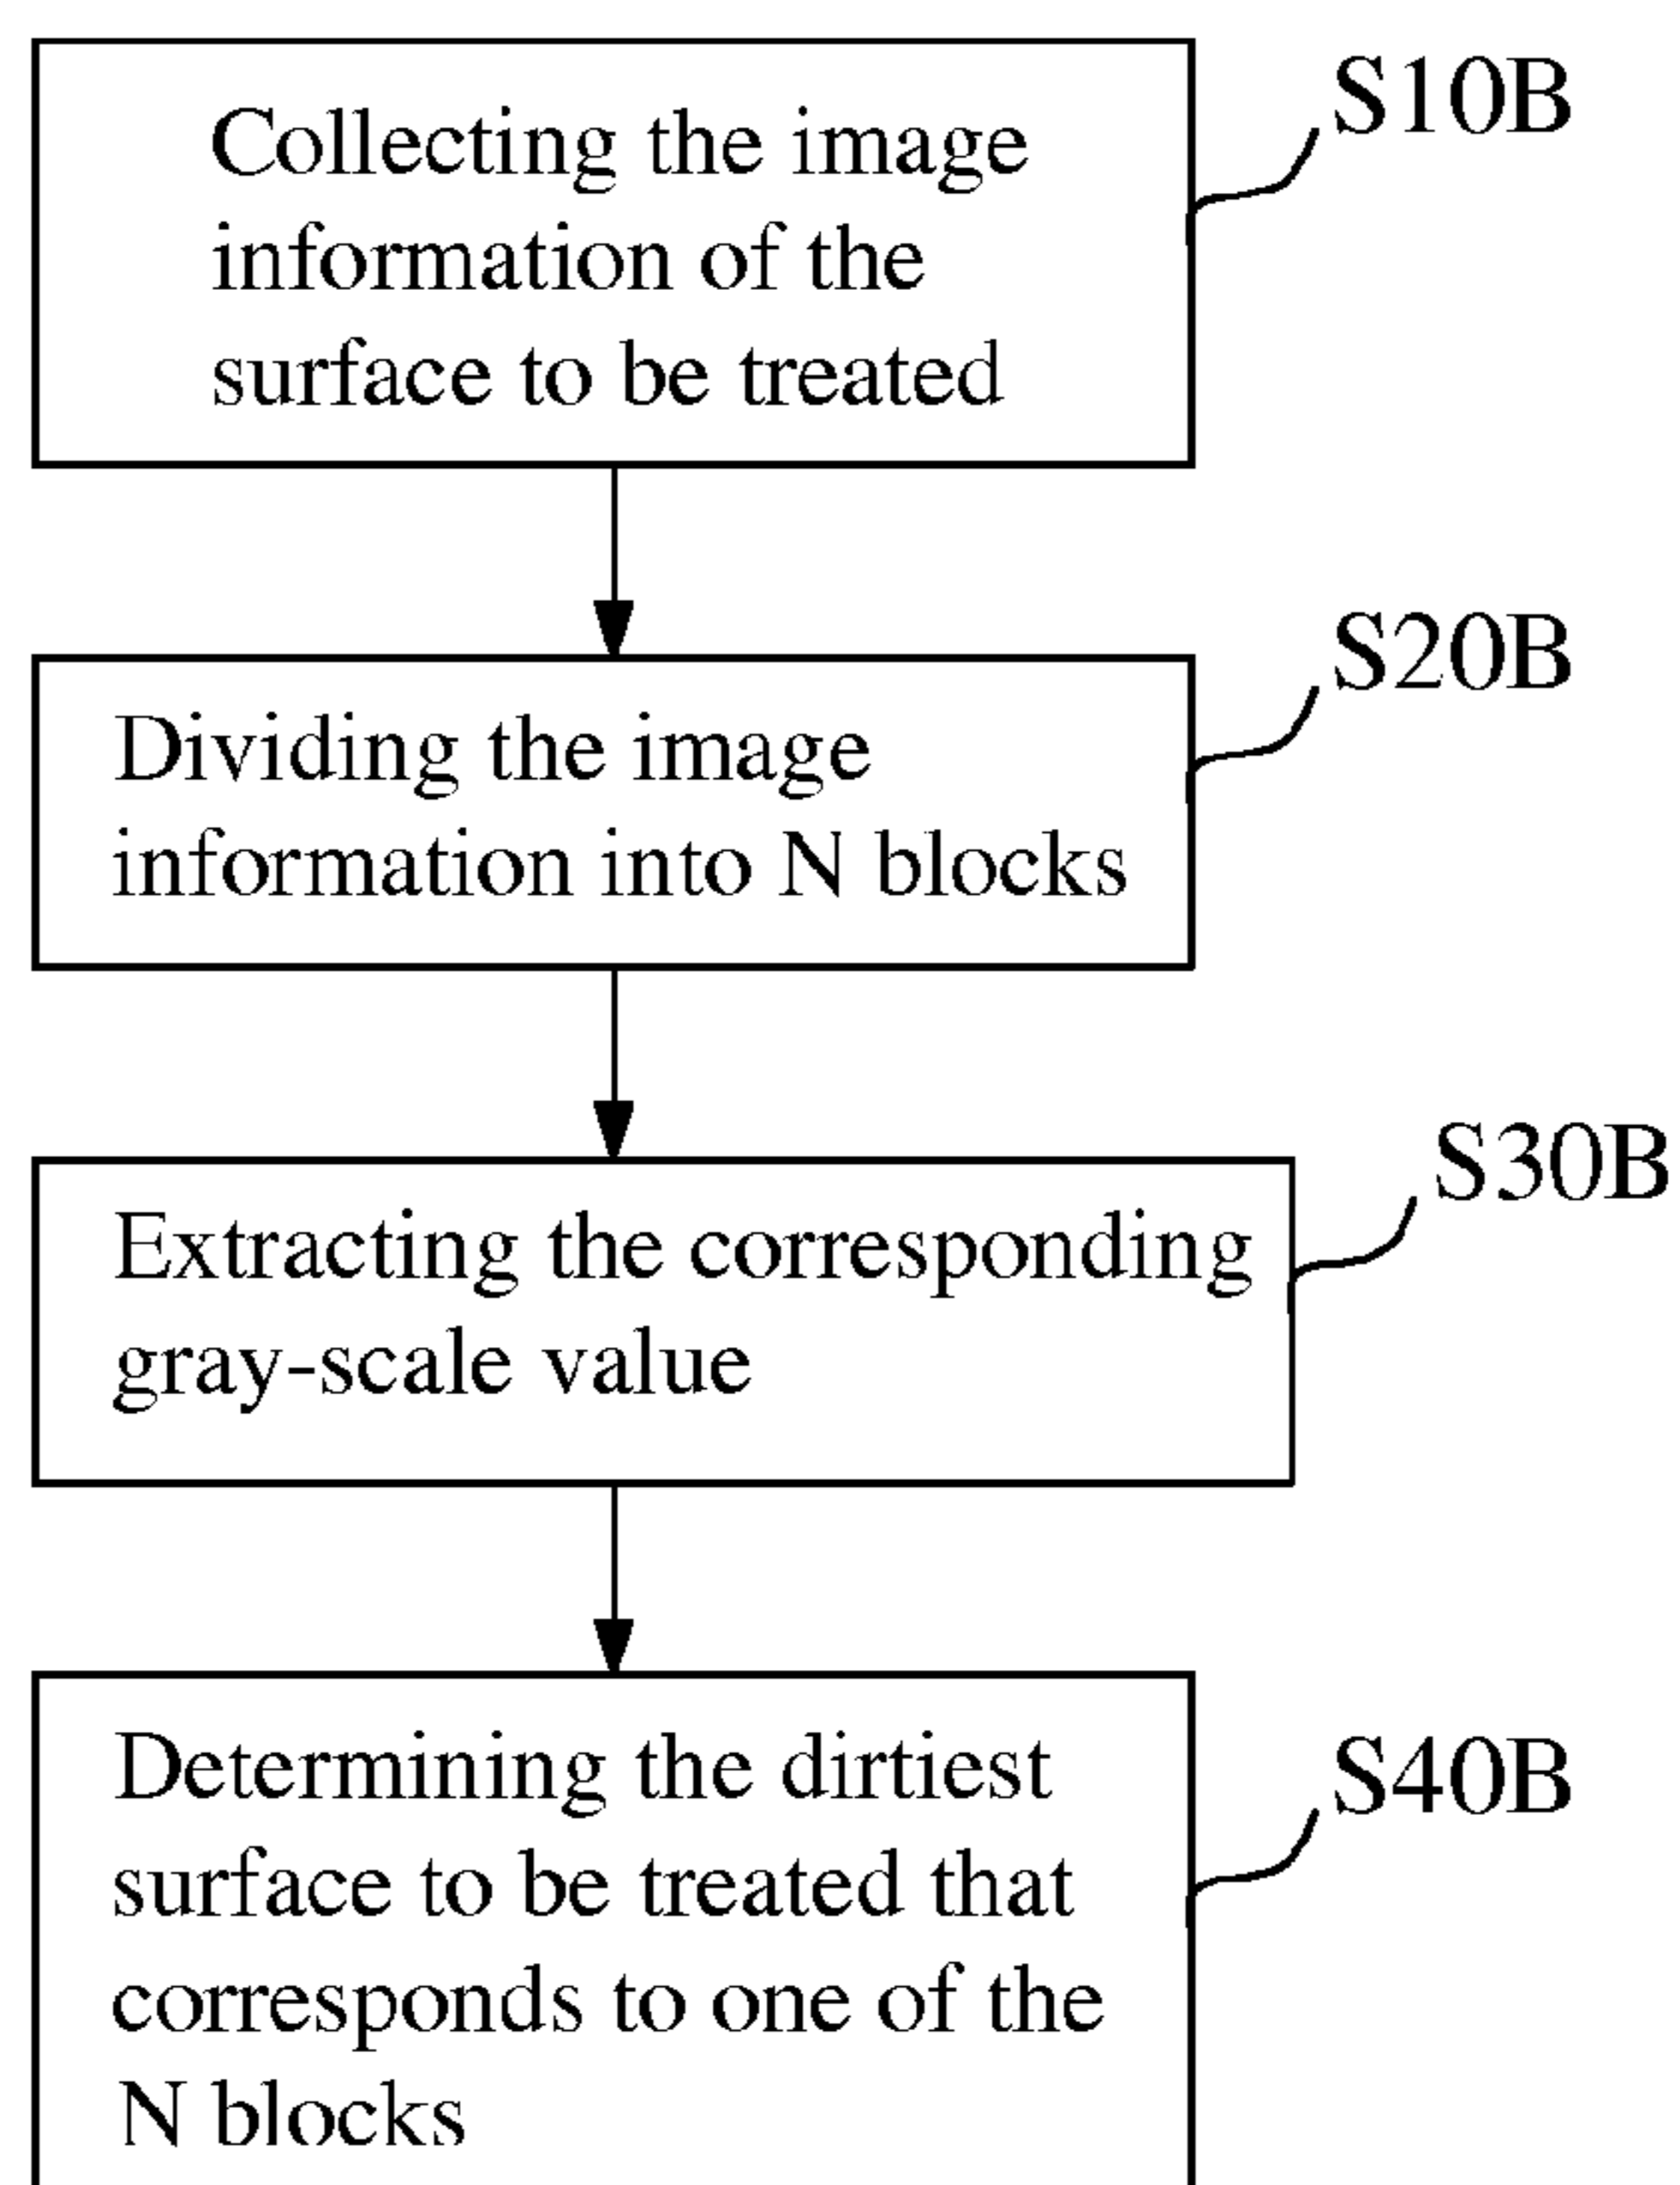 S10B
Collecting the image
information of the
surface to be treated
S20B
Dividing the image
information into N blocks
S30B
Extracting the corresponding
gray-scale value
S40B
Determining the dirtiest
surface to be treated that
corresponds to one of the
N blocks